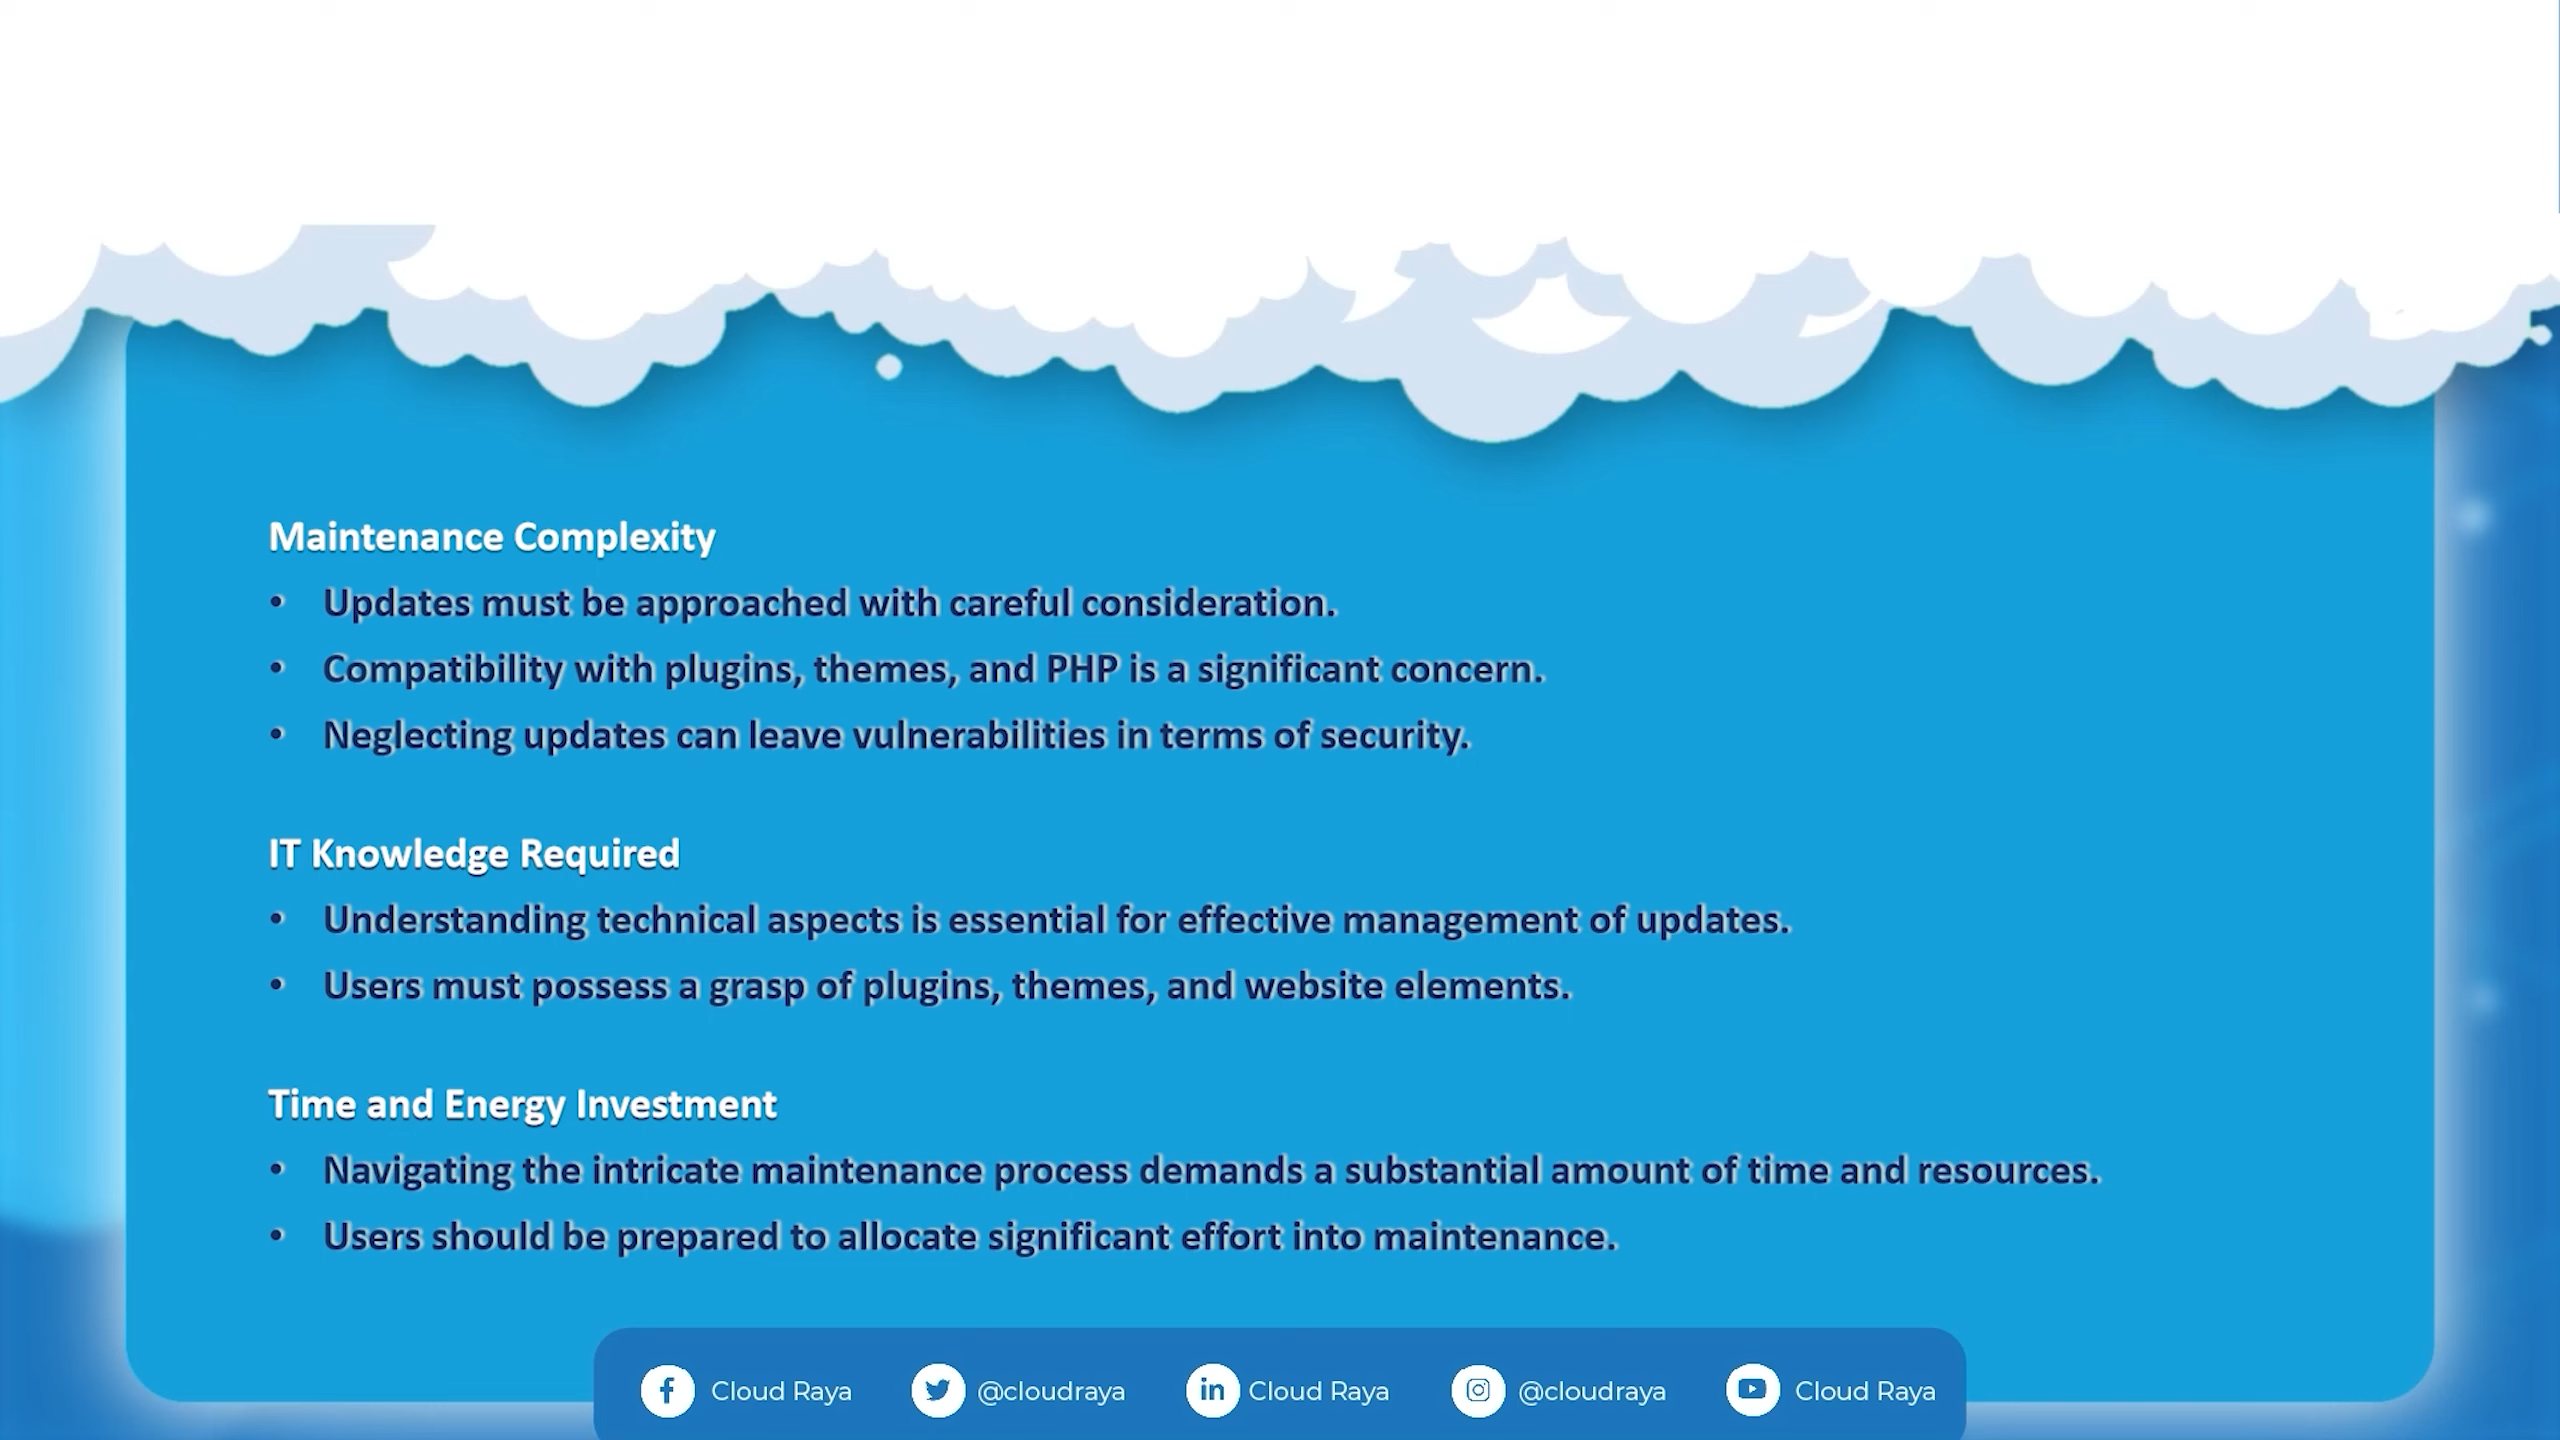 Maintenance Complexity
• Updates must be approached with careful consideration.
• Compatibility with plugins, themes, and PHP is a significant concern.
• Neglecting updates can leave vulnerabilities in terms of security.
IT Knowledge Required
• Understanding technical aspects is essential for effective management of updates.
• Users must possess a grasp of plugins, themes, and website elements.
Time and Energy Investment
• Navigating the intricate maintenance process demands a substantial amount of time and resources.
• Users should be prepared to allocate significant effort into maintenance.
Cloud Raya @cloudraya Cloud Raya @cloudraya Cloud Raya